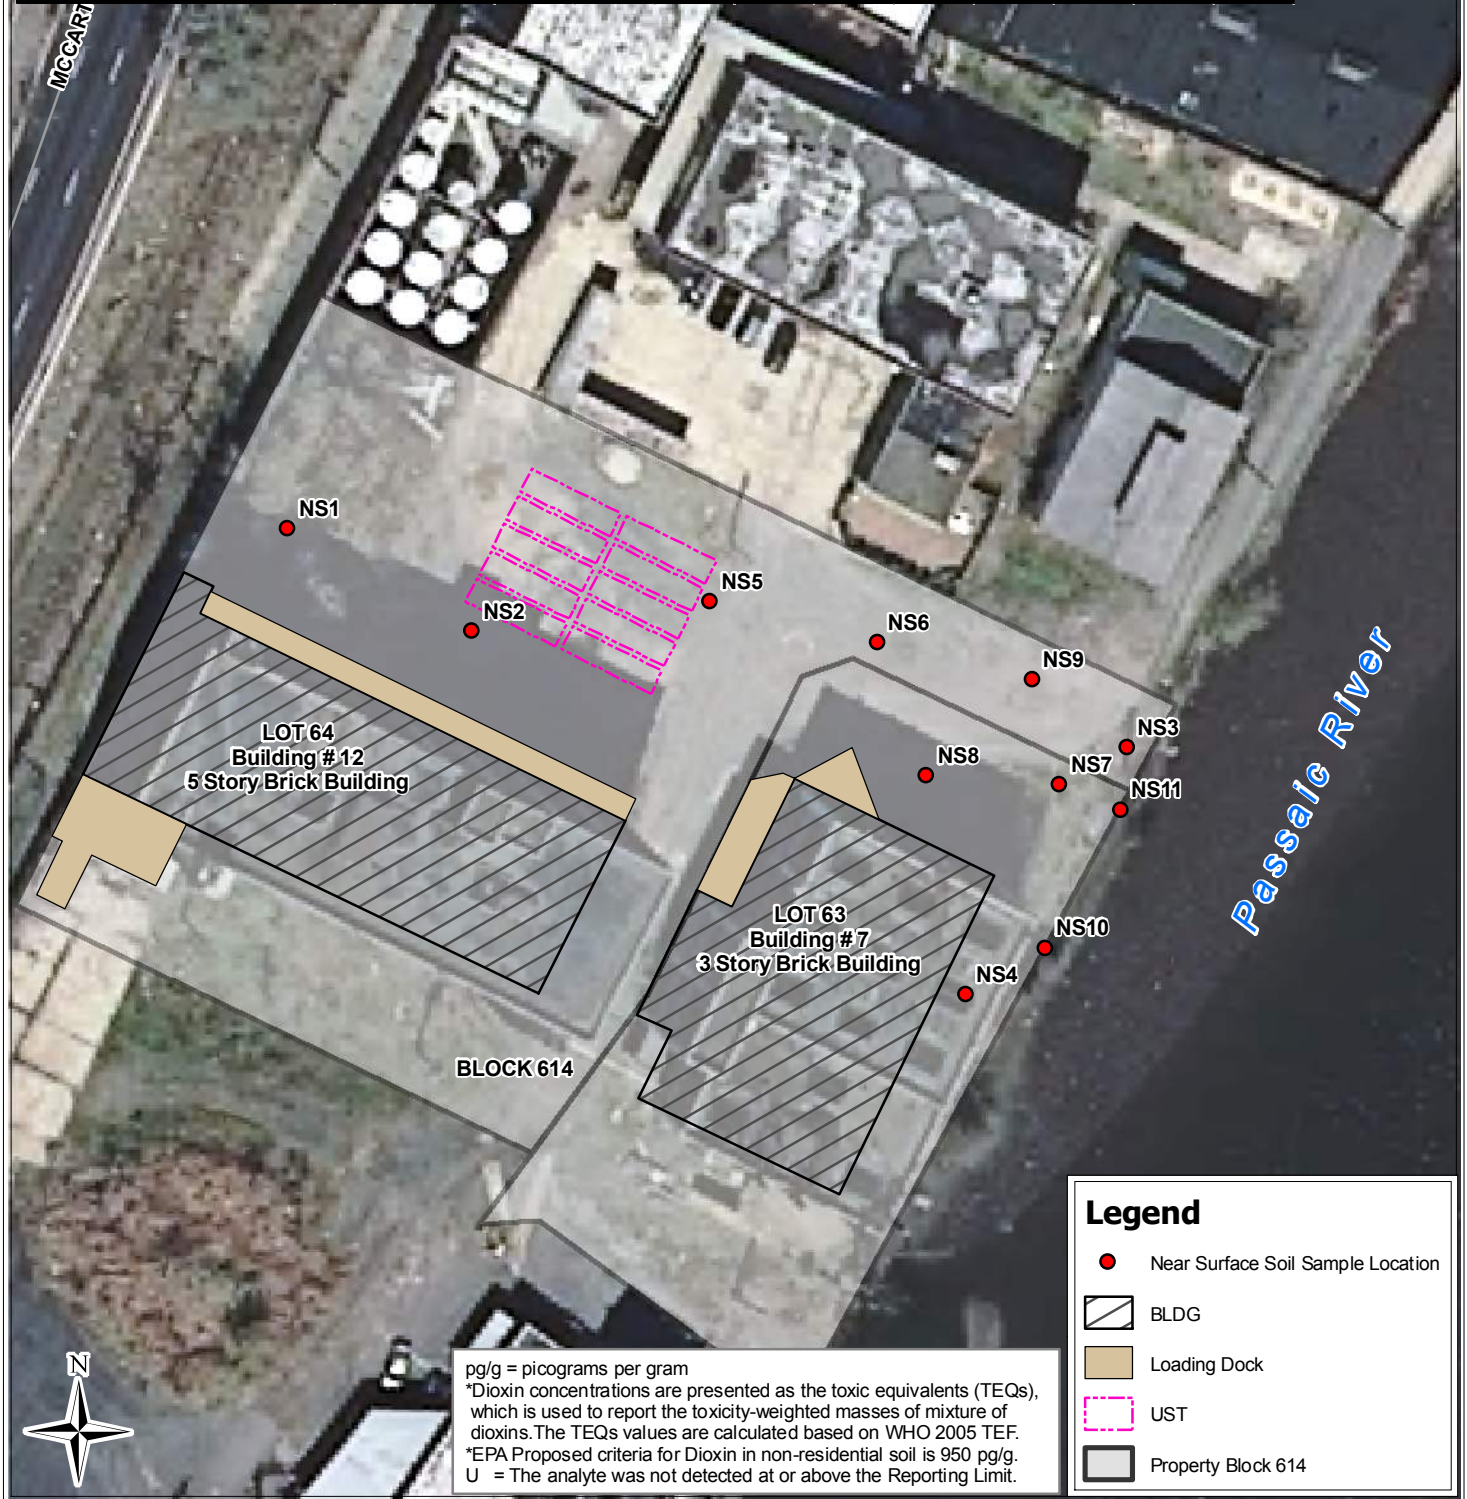 MCCART
NS1
NS5
NS2
NS6
NS9
NS3
NS8
NS7
NS11
LOT 64
Building # 12
5 Story Brick Building
Passaic River
LOT 63
Building # 7
3 Story Brick Building
NS10
NS4
BLOCK 614
Legend
Near Surface Soil Sample Location
BLDG
Loading Dock
UST
Property Block 614
N
pg/g = picograms per gram
*Dioxin concentrations are presented as the toxic equivalents (TEQs),
which is used to report the toxicity-weighted masses of mixture of
dioxins.The TEQs values are calculated based on WHO 2005 TEF.
*EPA Proposed criteria for Dioxin in non-residential soil is 950 pg/g.
U = The analyte was not detected at or above the Reporting Limit.